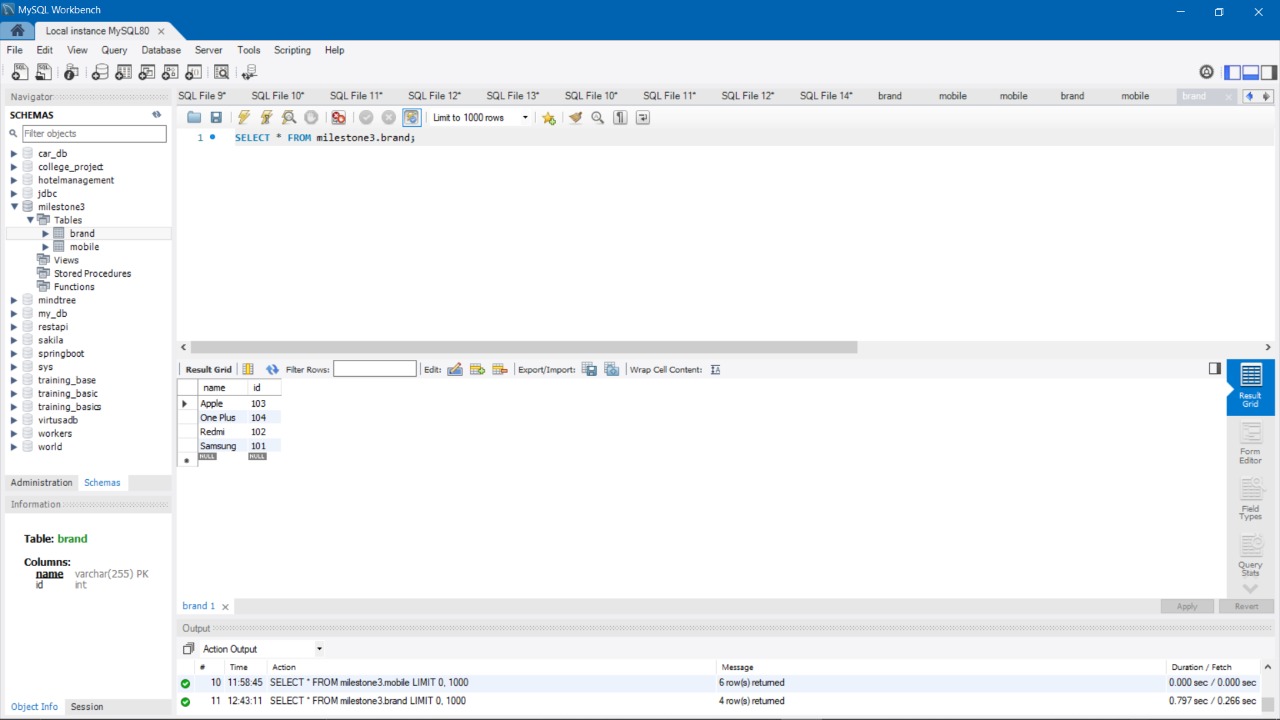 MySQL Workbench
Local instance MySQL80
File Edit View Query Database Server Tools Scripting Help
Navigator
SQL File 9* SQL File 10* SQL File 11* SQL File 12* SQL File 13* SQL File 10* SQL File 11* SQL File 12* SQL File 14* brand mobile mobile brand mobile brand
SCHEMAS
Limit to 1000 rows
Filter objects
1 SELECT * FROM milestone3.brand;
car_db
college_project
hotelmanagement
jdbc
milestone3
Tables
brand
mobile
Views
Stored Procedures
Functions
mindtree
my_db
restapi
sakila
springboot
sys
training_base
training_basic
training_basics
virtusadb
workers
world
Administration Schemas
Information
Table: brand
Columns:
name varchar(255) PK
id int
Object Info Session
Result Grid Filter Rows: Edit: Export/Import: Wrap Cell Content:
name id
Apple 103
One Plus 104
Redmi 102
Samsung 101
NULL NULL
Result Grid
Form Editor
Field Types
Query Stats
brand 1
Apply Revert
Output
Action Output
# Time Action Message Duration / Fetch
10 11:58:45 SELECT * FROM milestone3.mobile LIMIT 0, 1000 6 row(s) returned 0.000 sec / 0.000 sec
11 12:43:11 SELECT * FROM milestone3.brand LIMIT 0, 1000 4 row(s) returned 0.797 sec / 0.266 sec